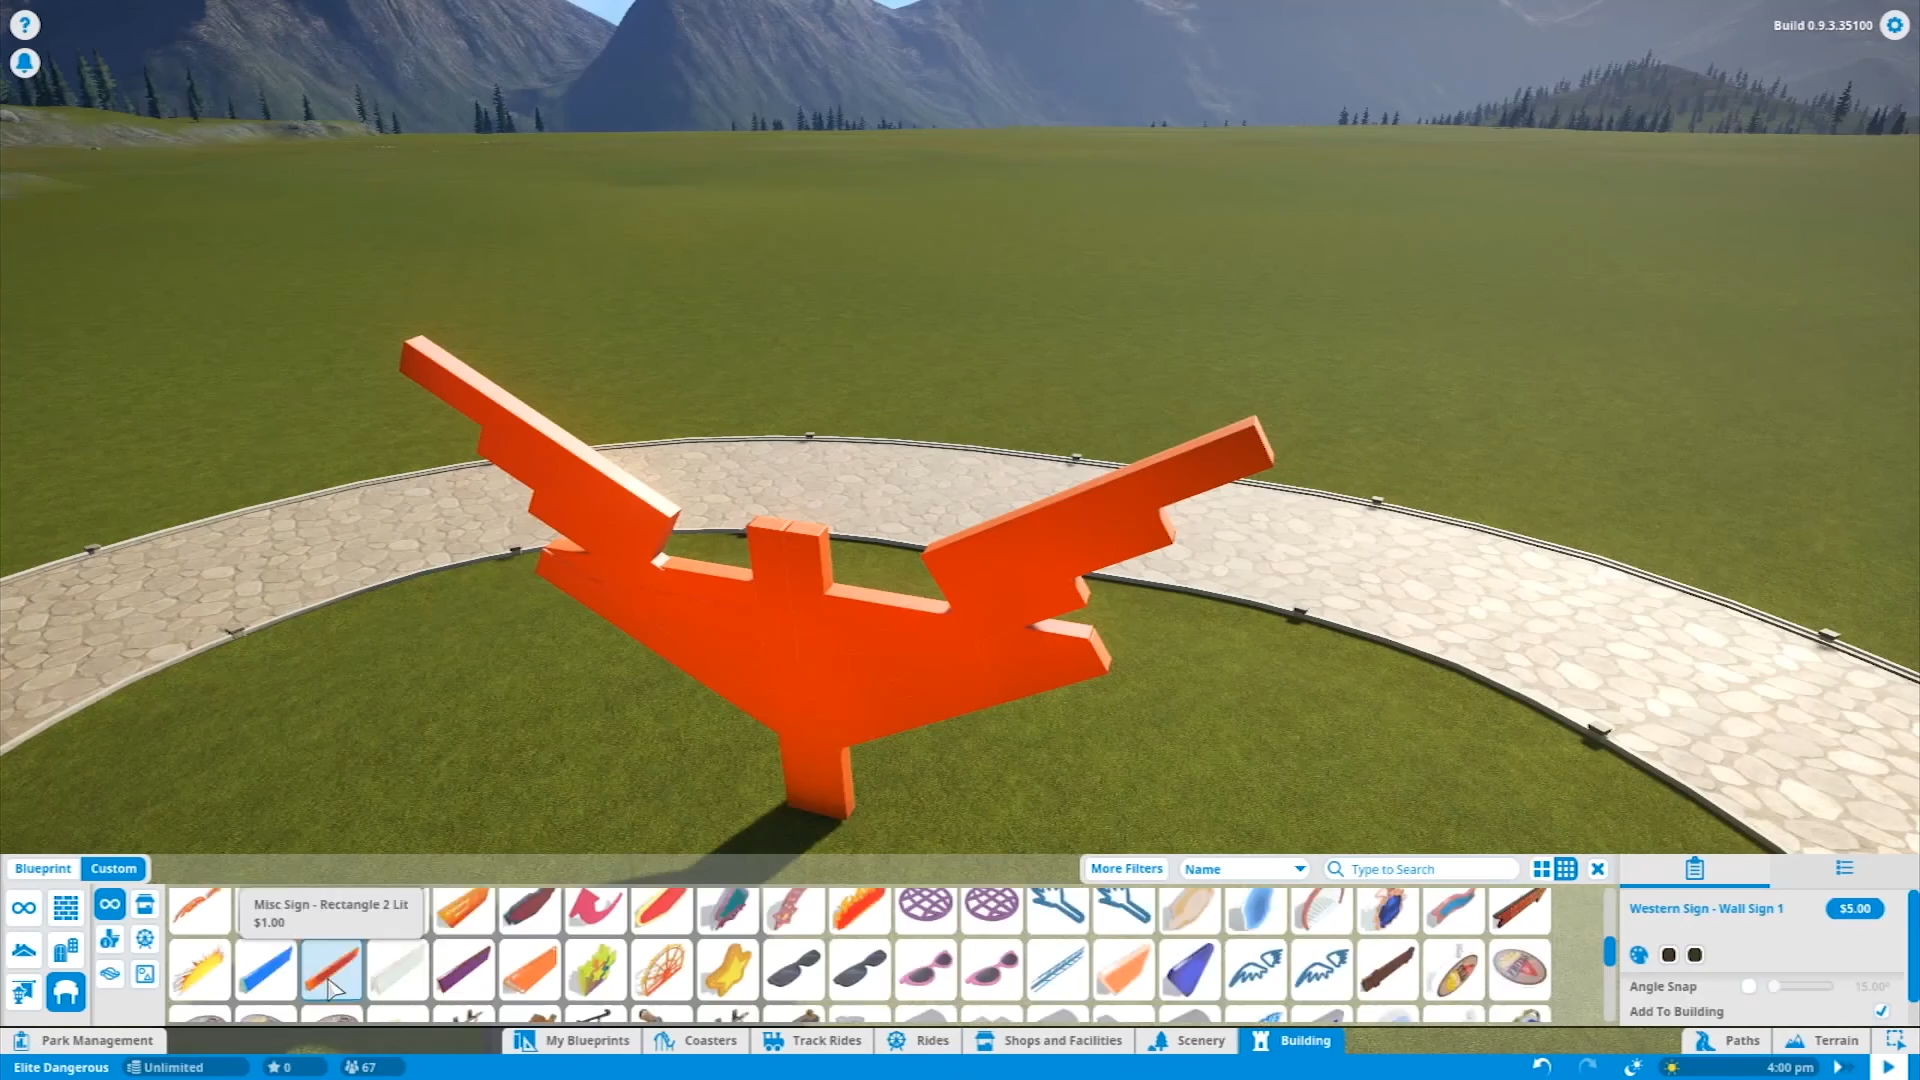 ?
Build 0.9.3.35100
Blueprint
Custom
More Filters
Name
Type to Search
Misc Sign - Rectangle 2 Lit
$1.00
Western Sign - Wall Sign 1
$5.00
Angle Snap
15.00°
Add To Building
Park Management
My Blueprints
Coasters
Track Rides
Rides
Shops and Facilities
Scenery
Building
Paths
Terrain
Elite Dangerous
Unlimited
0
67
4:00 pm